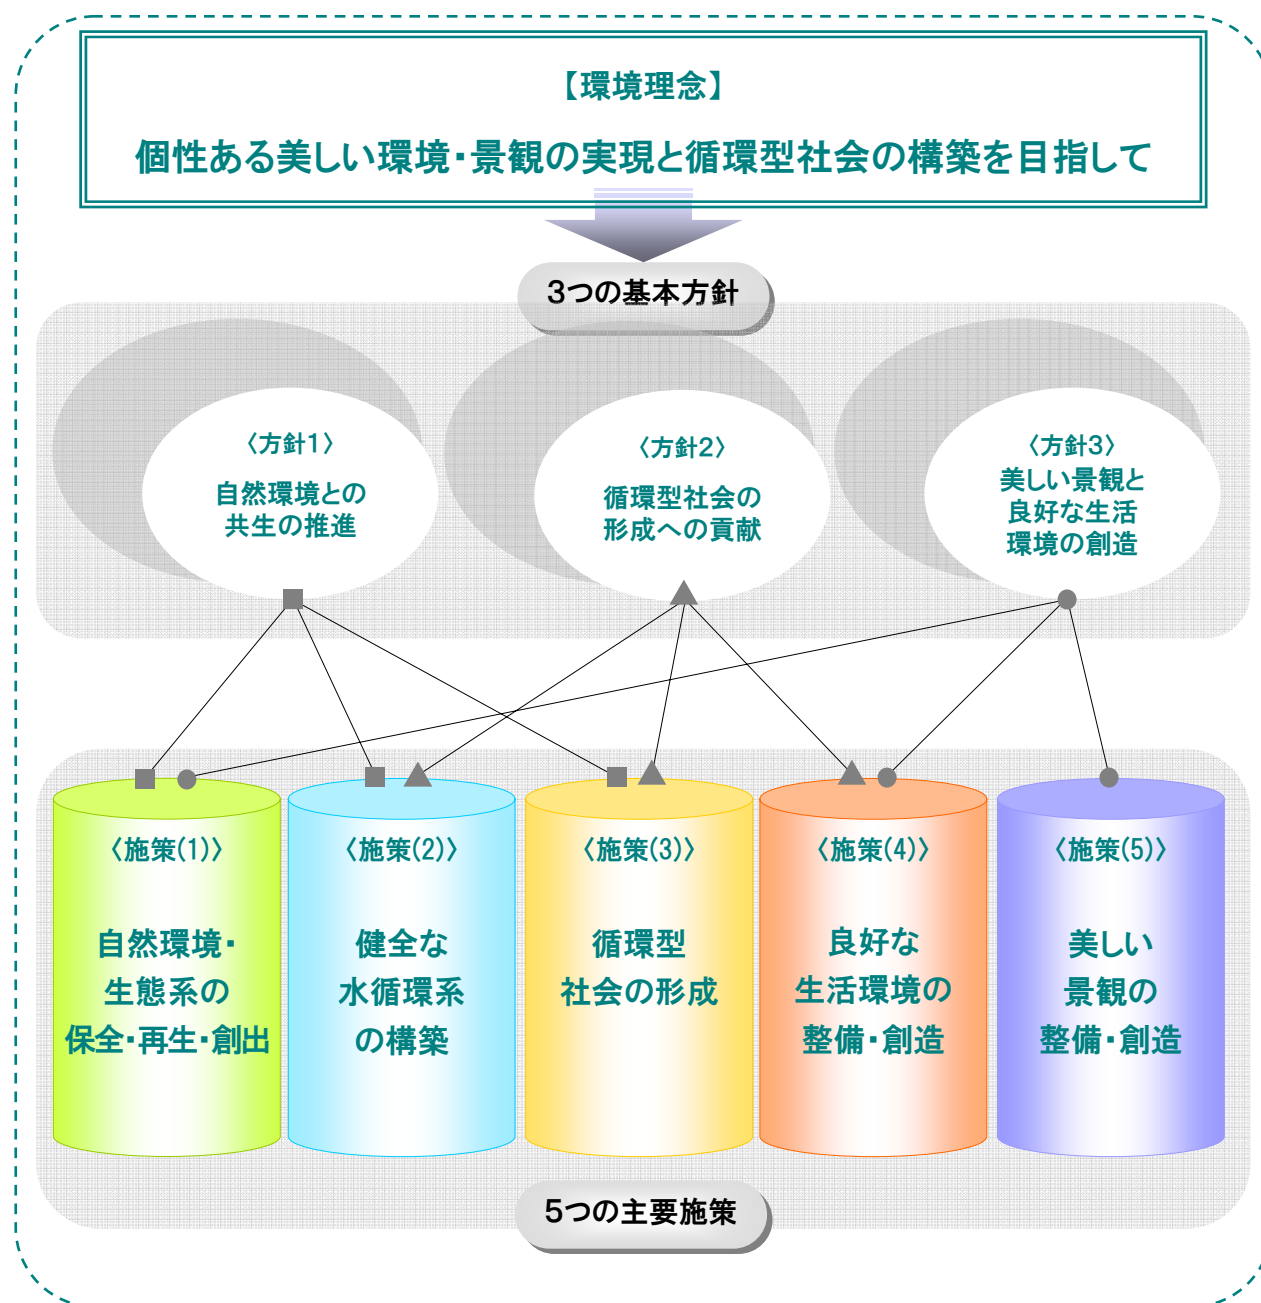 【環境理念】
個性ある美しい環境・景観の実現と循環型社会の構築を目指して
3つの基本方針
〈方針1〉
自然環境との
共生の推進
〈方針2〉
循環型社会の
形成への貢献
〈方針3〉
美しい景観と
良好な生活
環境の創造
〈施策(1)〉
自然環境・
生態系の
保全・再生・創出
〈施策(2)〉
健全な
水循環系
の構築
〈施策(3)〉
循環型
社会の形成
〈施策(4)〉
良好な
生活環境の
整備・創造
〈施策(5)〉
美しい
景観の
整備・創造
5つの主要施策